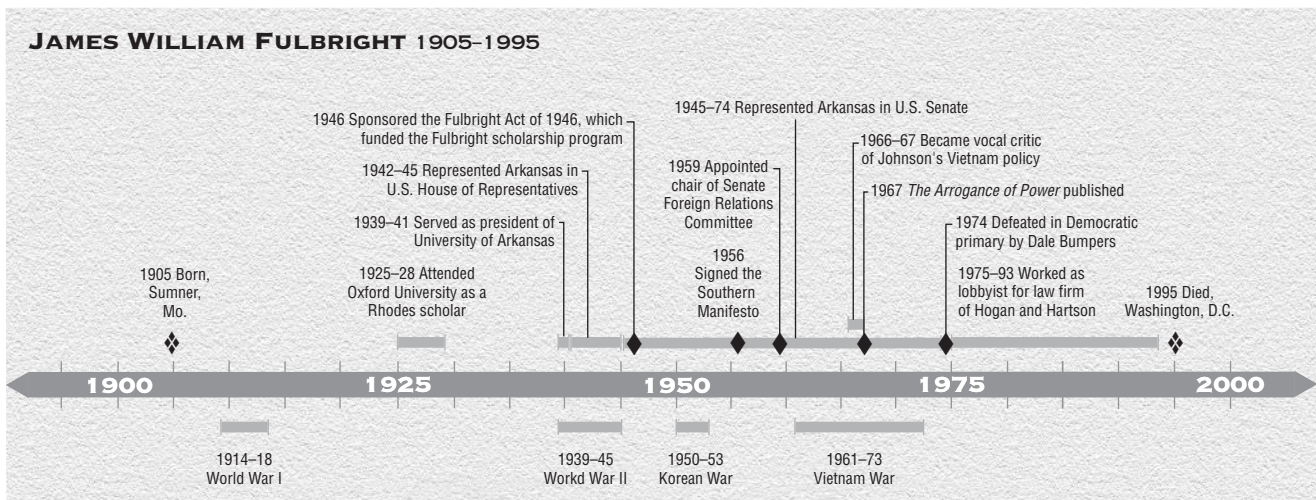 JAMES WILLIAM FULBRIGHT 1905–1995
1946 Sponsored the Fulbright Act of 1946, which
funded the Fulbright scholarship program
1942–45 Represented Arkansas in
U.S. House of Representatives
1939–41 Served as president of
University of Arkansas
1905 Born,
Sumner,
Mo.
1925–28 Attended
Oxford University as a
Rhodes scholar
1945–74 Represented Arkansas in U.S. Senate
1959 Appointed
chair of Senate
Foreign Relations
Committee
1956
Signed the
Southern
Manifesto
1966–67 Became vocal critic
of Johnson's Vietnam policy
1967 The Arrogance of Power published
1974 Defeated in Democratic
primary by Dale Bumpers
1975–93 Worked as
lobbyist for law firm
of Hogan and Hartson
1995 Died,
Washington, D.C.
1900 1925 1950 1975 2000
1914–18
World War I
1939–45
Workd War II
1950–53
Korean War
1961–73
Vietnam War